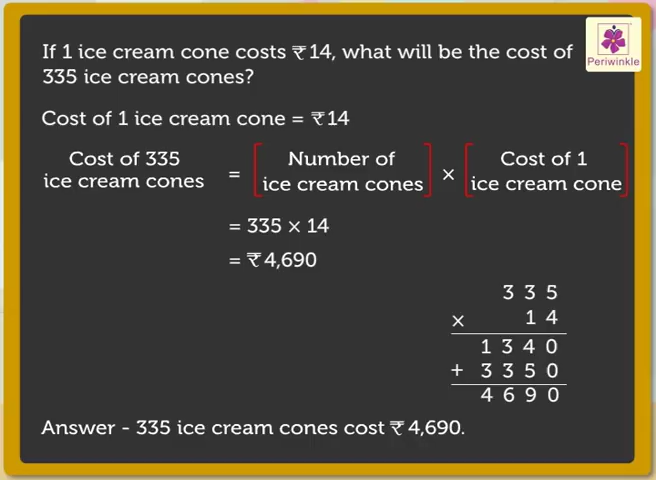 If 1 ice cream cone costs ₹14, what will be the cost of
335 ice cream cones?
Periwinkle
Cost of 1 ice cream cone = ₹14
Cost of 335 ice cream cones = [Number of ice cream cones] × [Cost of 1 ice cream cone]
= 335 × 14
= ₹4,690
3 3 5
× 1 4
1 3 4 0
+ 3 3 5 0
4 6 9 0
Answer - 335 ice cream cones cost ₹4,690.